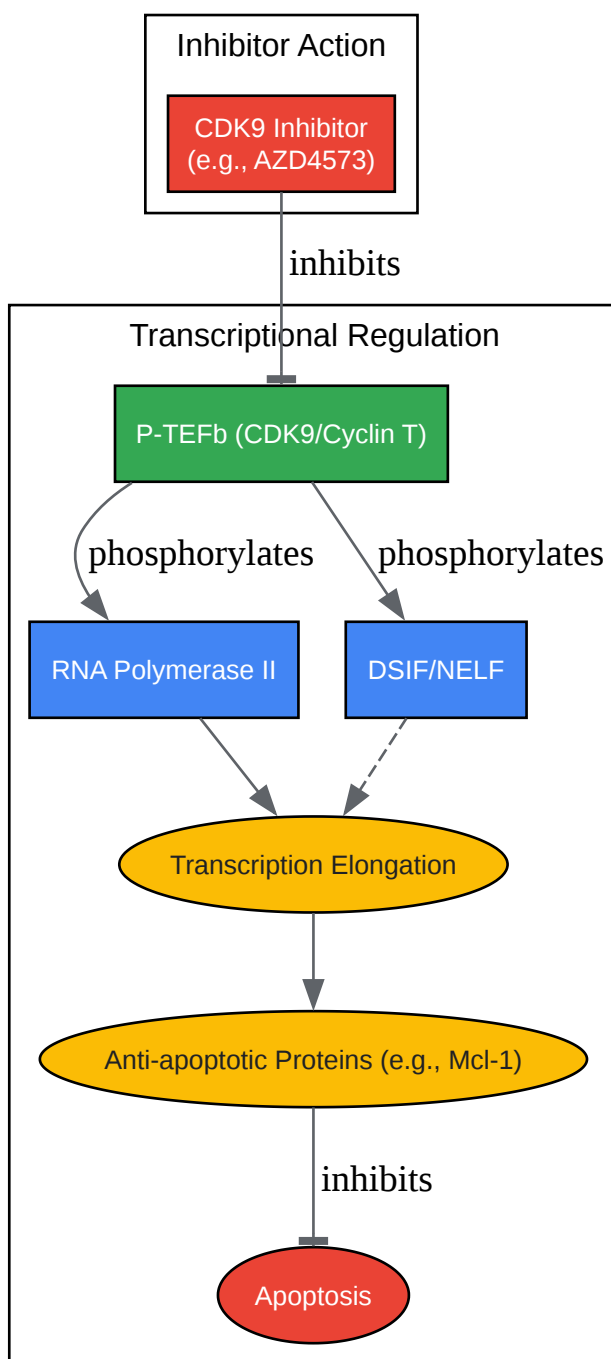 Inhibitor Action
CDK9 Inhibitor
(e.g., AZD4573)
inhibits
Transcriptional Regulation
P-TEFb (CDK9/Cyclin T)
phosphorylates
phosphorylates
RNA Polymerase II
DSIF/NELF
Transcription Elongation
Anti-apoptotic Proteins (e.g., Mcl-1)
inhibits
Apoptosis